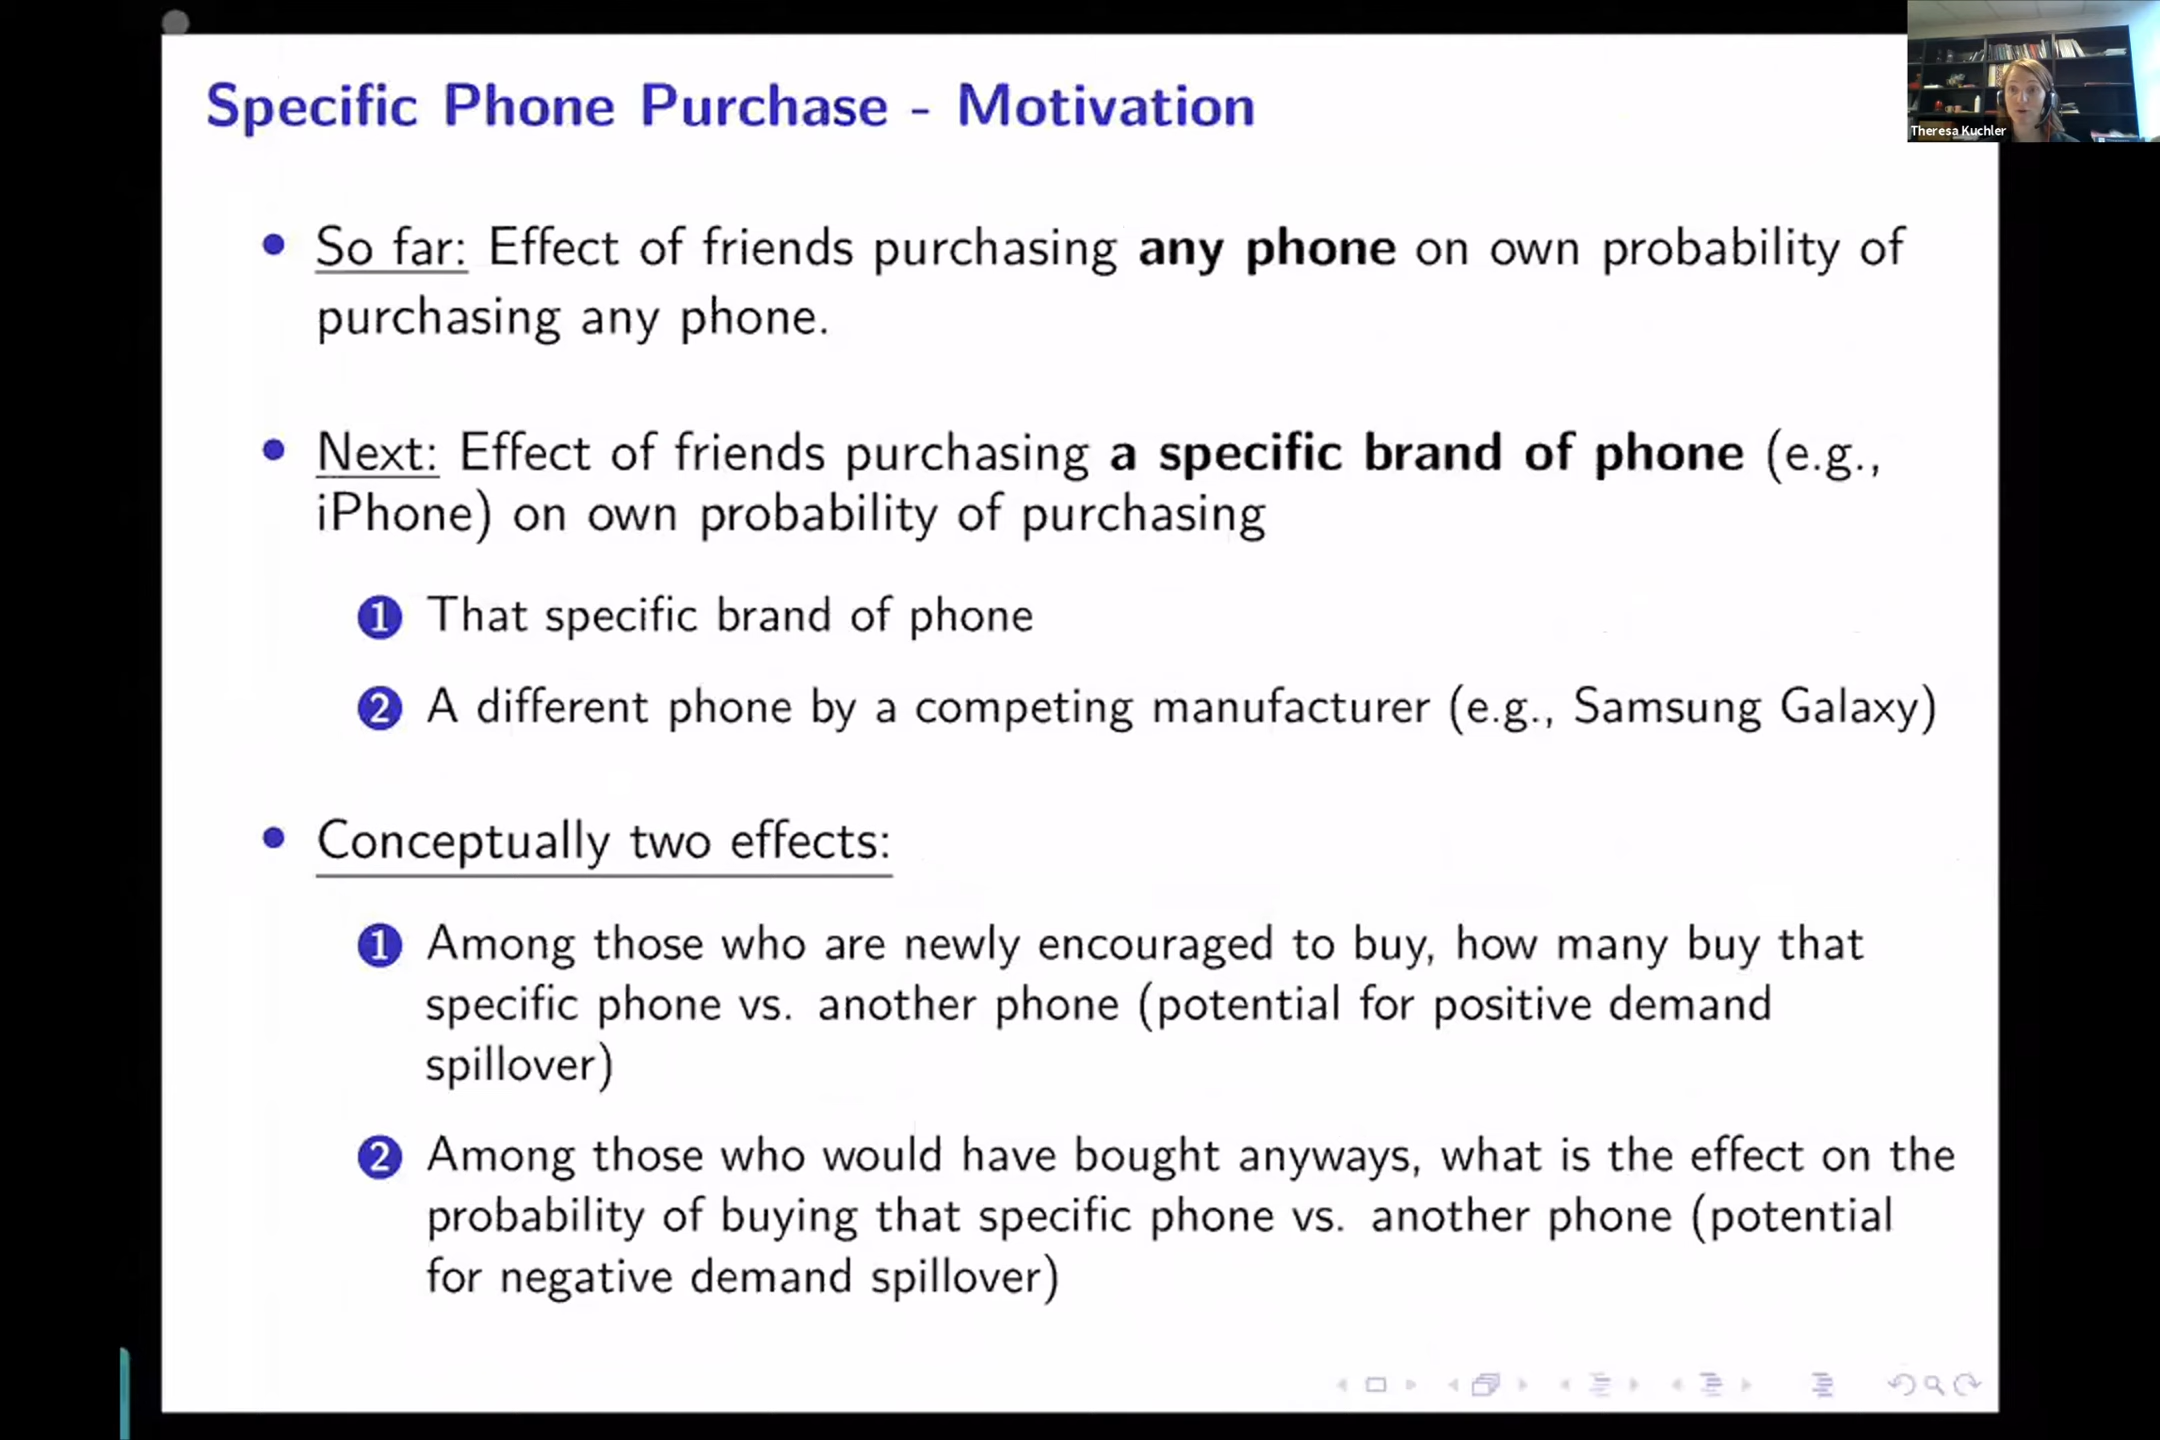 Specific Phone Purchase - Motivation
Theresa Kuchler
• So far: Effect of friends purchasing any phone on own probability of
purchasing any phone.
• Next: Effect of friends purchasing a specific brand of phone (e.g.,
iPhone) on own probability of purchasing
1 That specific brand of phone
2 A different phone by a competing manufacturer (e.g., Samsung Galaxy)
• Conceptually two effects:
1 Among those who are newly encouraged to buy, how many buy that
specific phone vs. another phone (potential for positive demand
spillover)
2 Among those who would have bought anyways, what is the effect on the
probability of buying that specific phone vs. another phone (potential
for negative demand spillover)